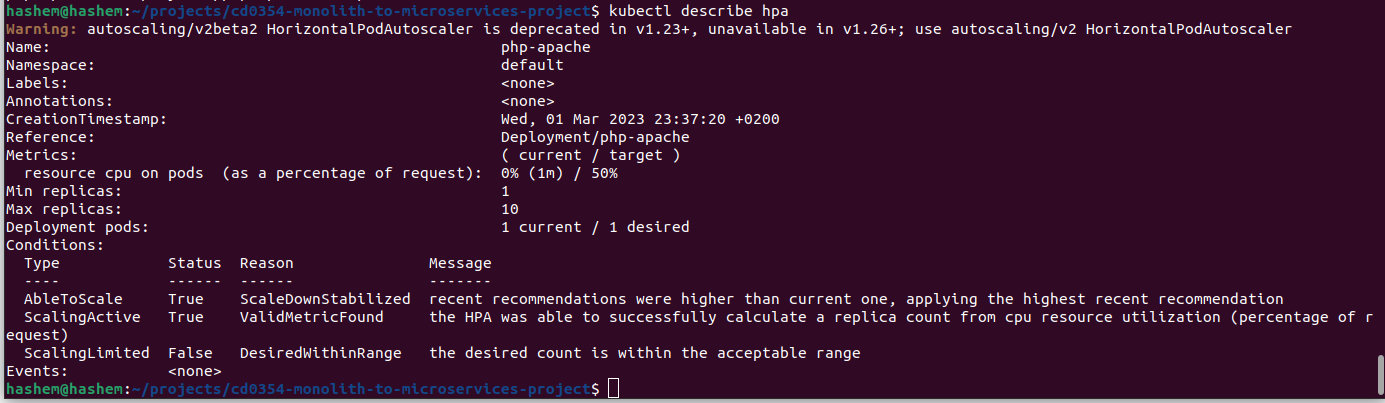 hashem@hashem:~/projects/cd0354-monolith-to-microservices-project$ kubectl describe hpa
Warning: autoscaling/v2beta2 HorizontalPodAutoscaler is deprecated in v1.23+, unavailable in v1.26+; use autoscaling/v2 HorizontalPodAutoscaler
Name: php-apache
Namespace: default
Labels: <none>
Annotations: <none>
CreationTimestamp: Wed, 01 Mar 2023 23:37:20 +0200
Reference: Deployment/php-apache
Metrics: ( current / target )
resource cpu on pods (as a percentage of request): 0% (1m) / 50%
Min replicas: 1
Max replicas: 10
Deployment pods: 1 current / 1 desired
Conditions:
Type Status Reason Message
---- ------ ------ -------
AbleToScale True ScaleDownStabilized recent recommendations were higher than current one, applying the highest recent recommendation
ScalingActive True ValidMetricFound the HPA was able to successfully calculate a replica count from cpu resource utilization (percentage of r
equest)
ScalingLimited False DesiredWithinRange the desired count is within the acceptable range
Events: <none>
hashem@hashem:~/projects/cd0354-monolith-to-microservices-project$